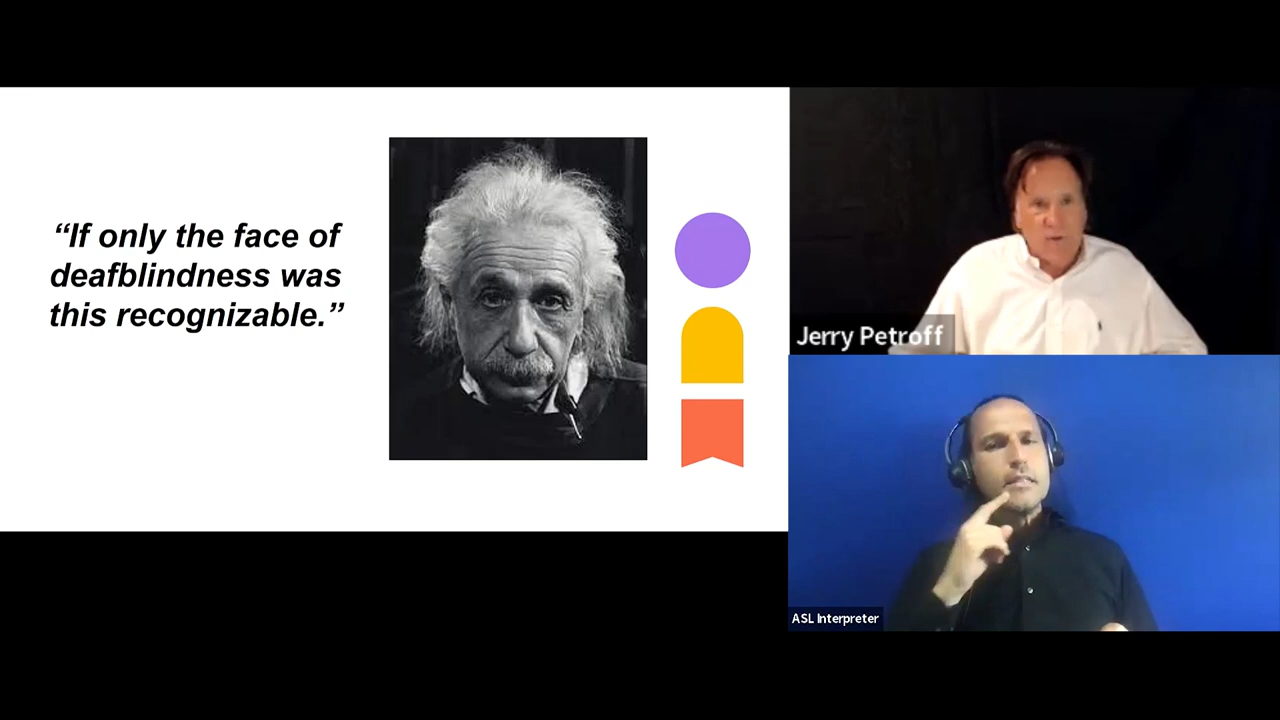 “If only the face of
deafblindness was
this recognizable.”
Jerry Petroff
ASL Interpreter